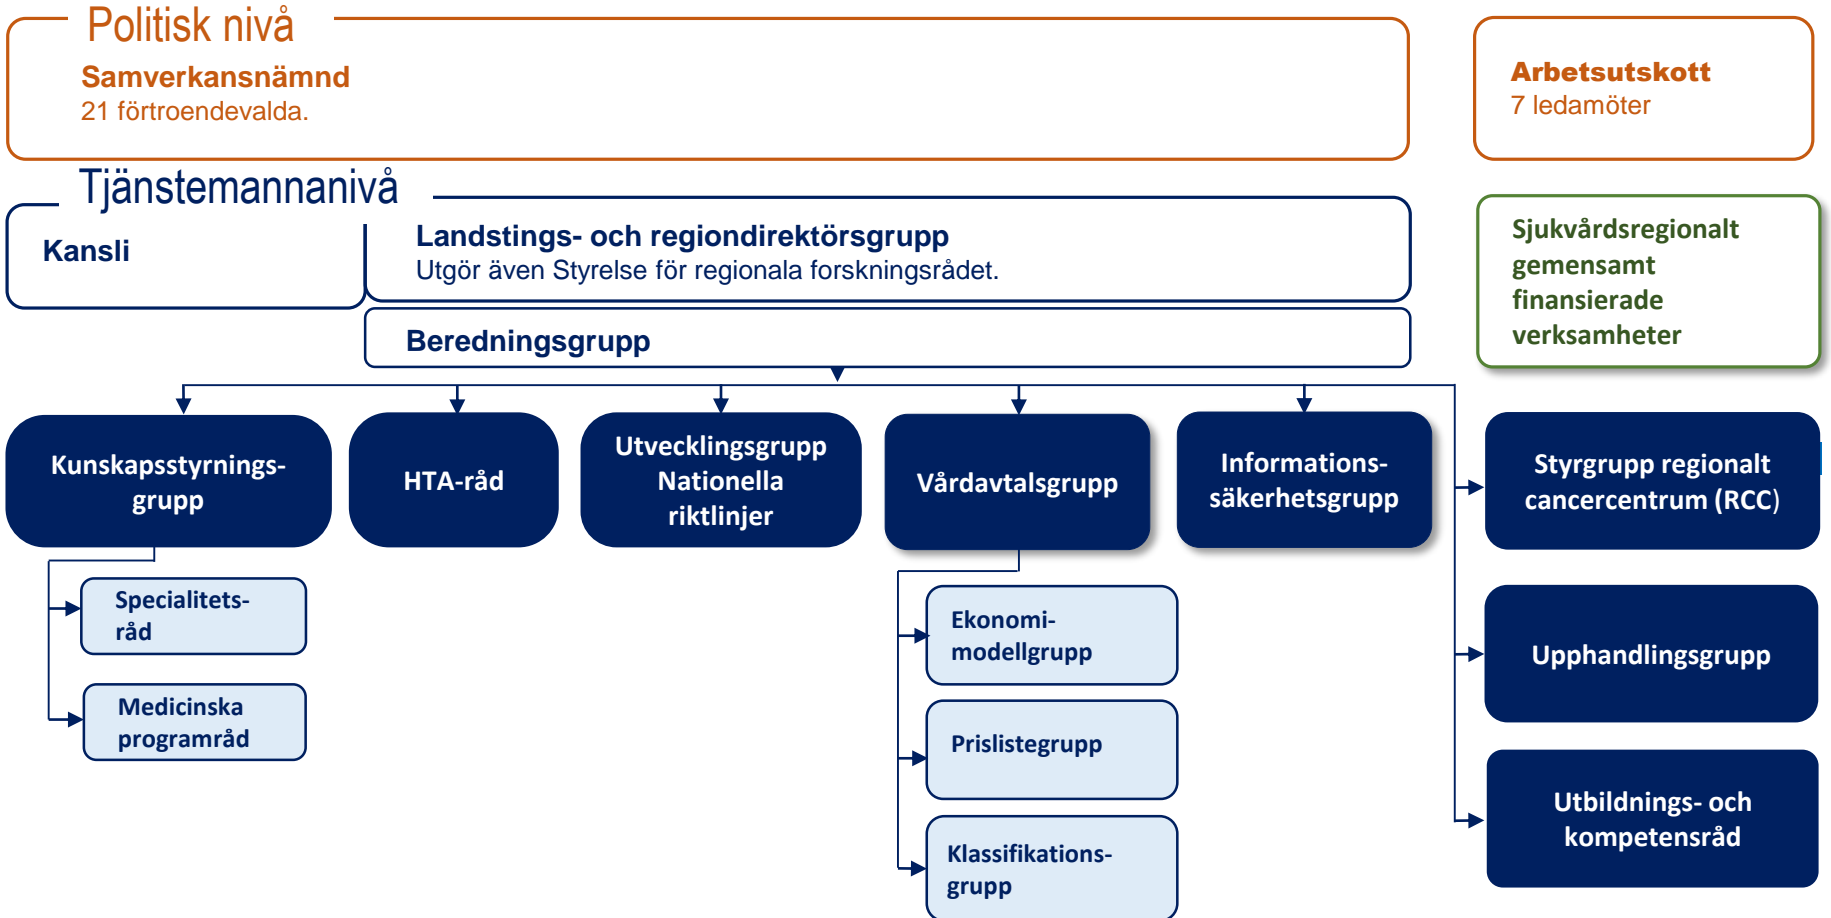 Politisk nivå
Samverkansnämnd
21 förtroendevalda.
Arbetsutskott
7 ledamöter
Tjänstemannanivå
Kansli
Landstings- och regiondirektörsgrupp
Utgör även Styrelse för regionala forskningsrådet.
Sjukvårdsregionalt
gemensamt
finansierade
verksamheter
Beredningsgrupp
Kunskapsstyrnings-
grupp
HTA-råd
Utvecklingsgrupp
Nationella
riktlinjer
Vårdavtalsgrupp
Informations-
säkerhetsgrupp
Styrgrupp regionalt
cancercentrum (RCC)
Specialitets-
råd
Medicinska
programråd
Ekonomi-
modellgrupp
Prislistegrupp
Klassifikations-
grupp
Upphandlingsgrupp
Utbildnings- och
kompetensråd